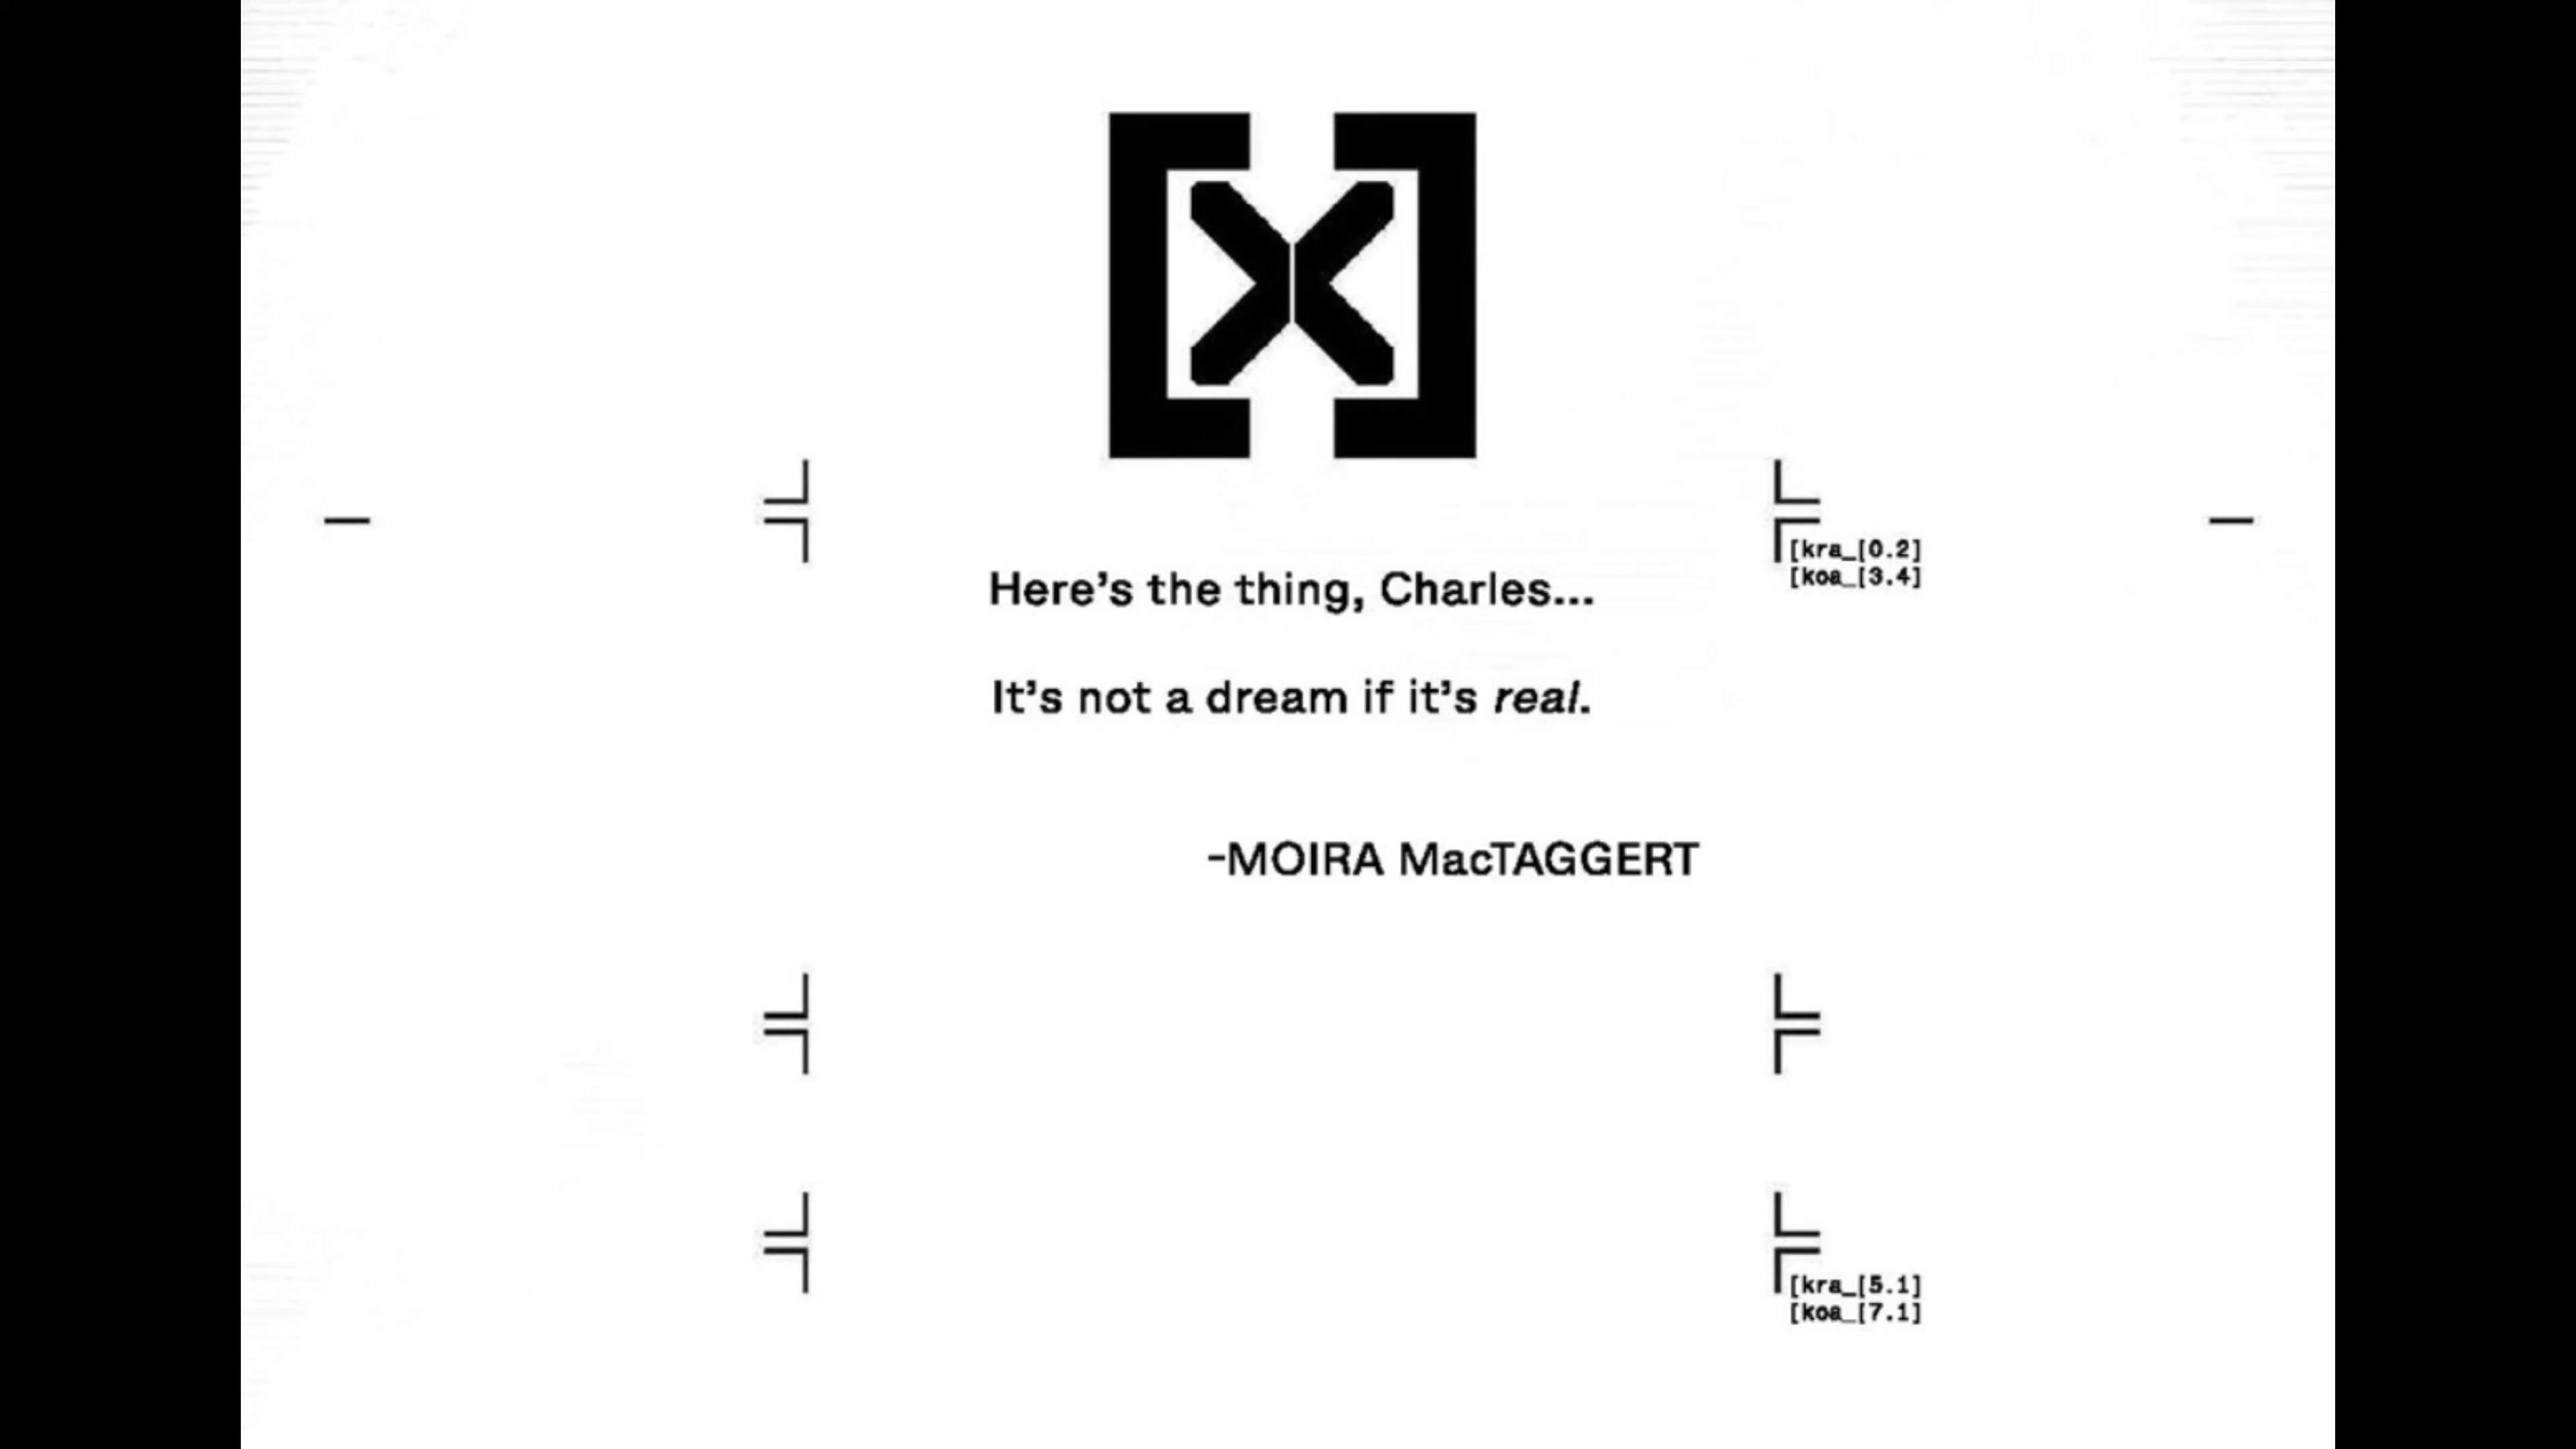 [X]
[kra_[0.2]
[koa_[3.4]
Here's the thing, Charles...
It's not a dream if it's real.
-MOIRA MacTAGGERT
[kra_[5.1]
[koa_[7.1]